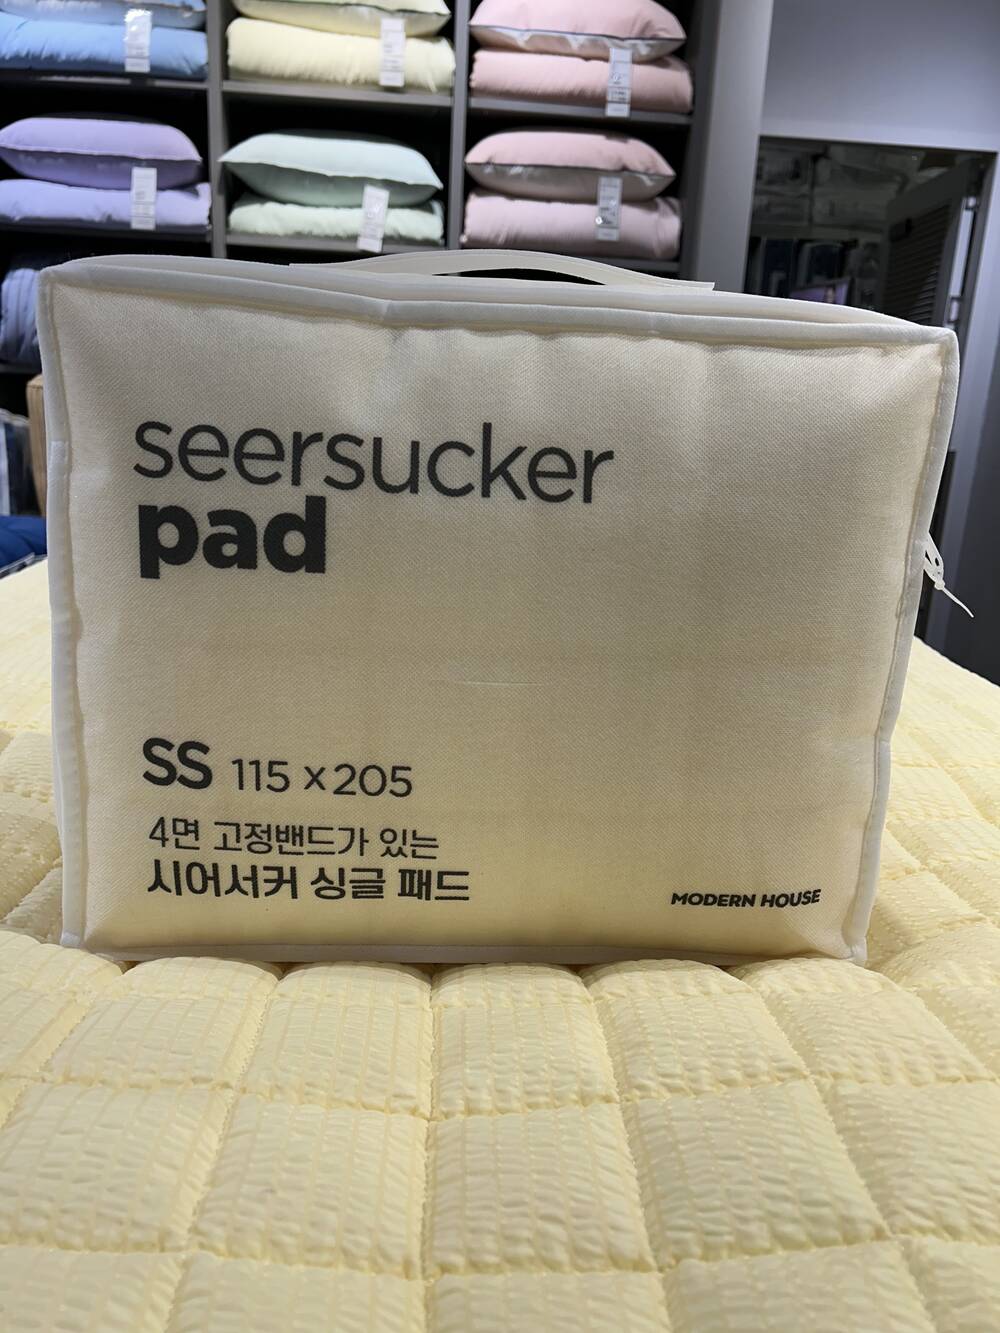 seersucker
pad
SS 115 x 205
4면 고정밴드가 있는
시어서커 싱글 패드
MODERN HOUSE